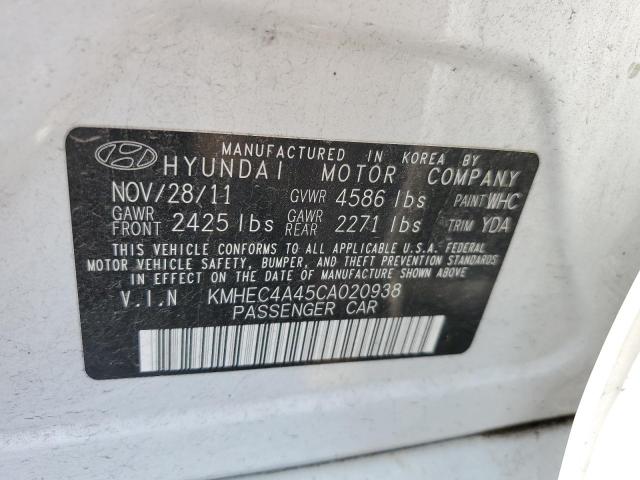 MANUFACTURED IN KOREA BY
HYUNDAI MOTOR COMPANY
NOV/28/11 GVWR 4586 lbs PAINT WHC
GAWR FRONT 2425 lbs GAWR REAR 2271 lbs TRIM YDA
THIS VEHICLE CONFORMS TO ALL APPLICABLE U.S.A. FEDERAL
MOTOR VEHICLE SAFETY, BUMPER, AND THEFT PREVENTION STANDARDS
IN EFFECT ON THE DATE OF MANUFACTURE SHOWN ABOVE
V.I.N KMHEC4A45CA020938
PASSENGER CAR